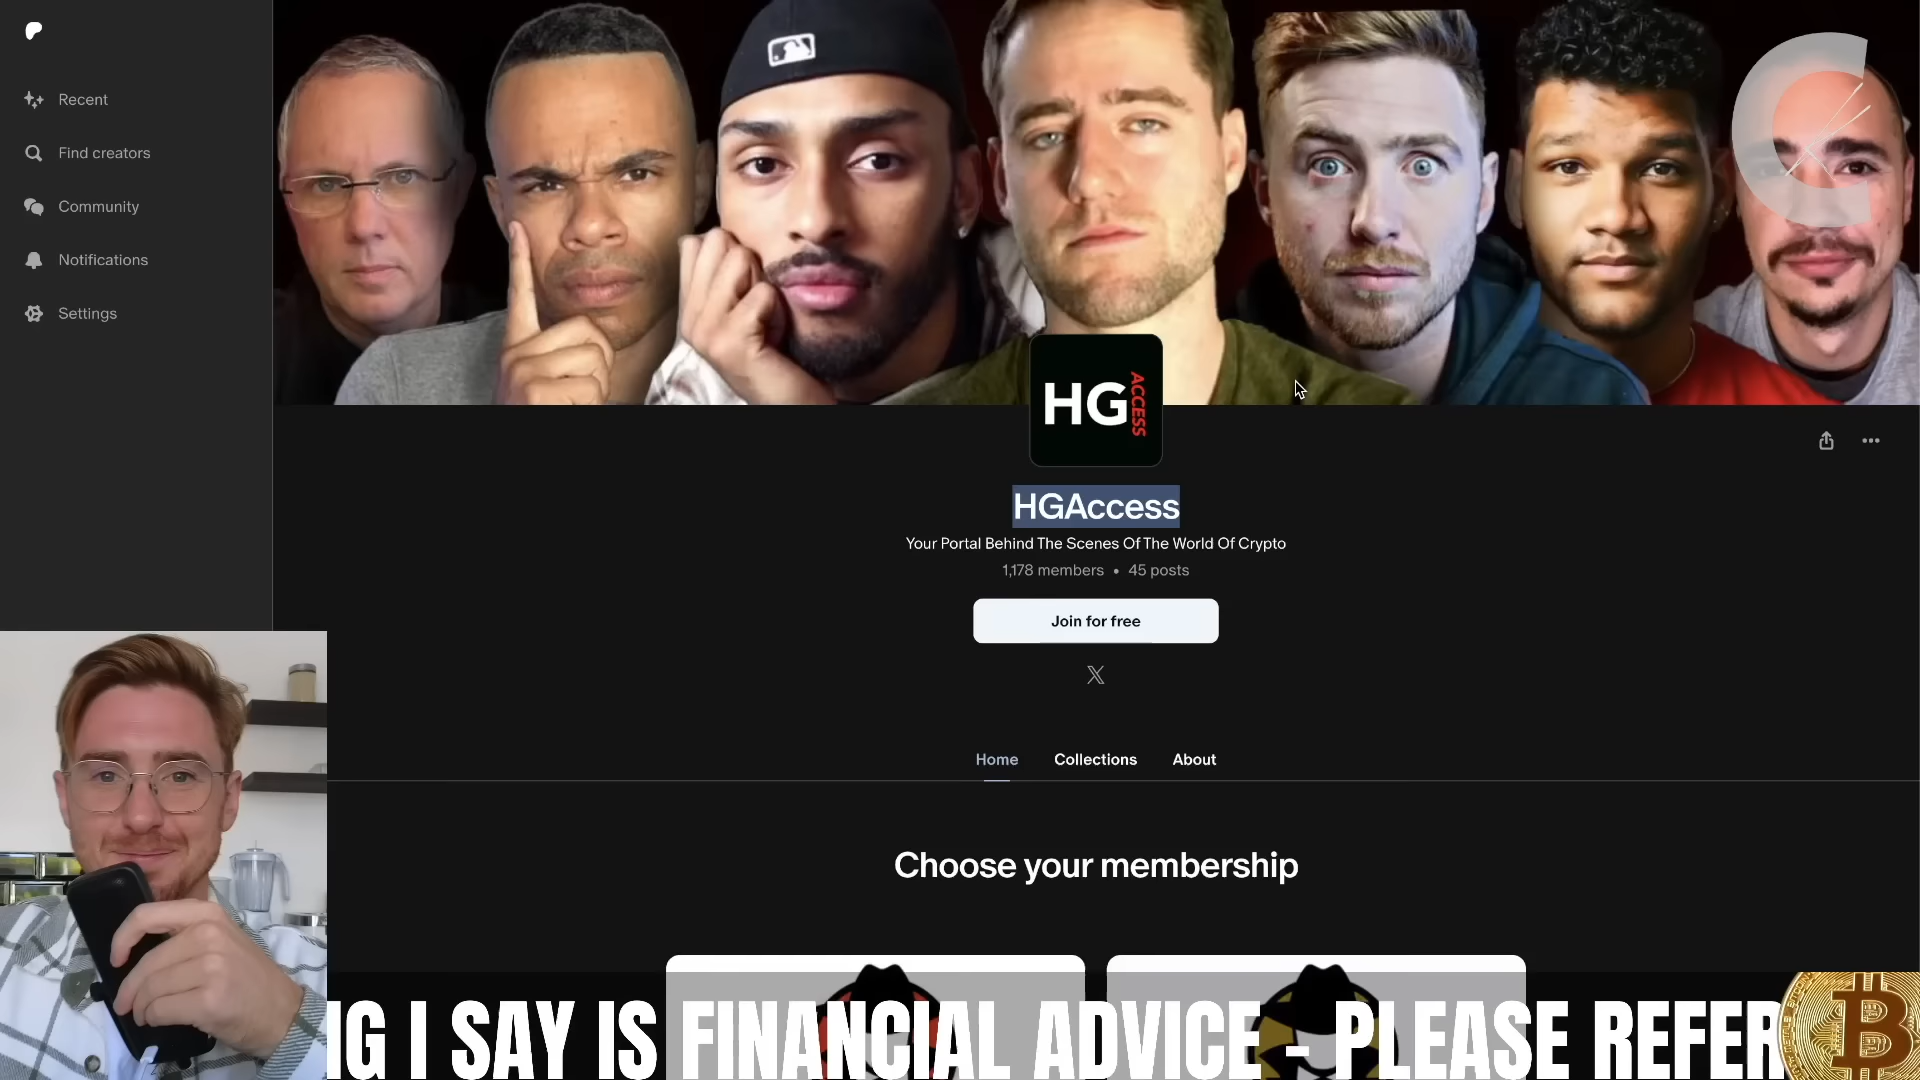 Recent
Find creators
Community
Notifications
Settings
HG
ACCESS
HGAccess
Your Portal Behind The Scenes Of The World Of Crypto
1,178 members • 45 posts
Join for free
Home
Collections
About
Choose your membership
NG I SAY IS FINANCIAL ADVICE - PLEASE REFER